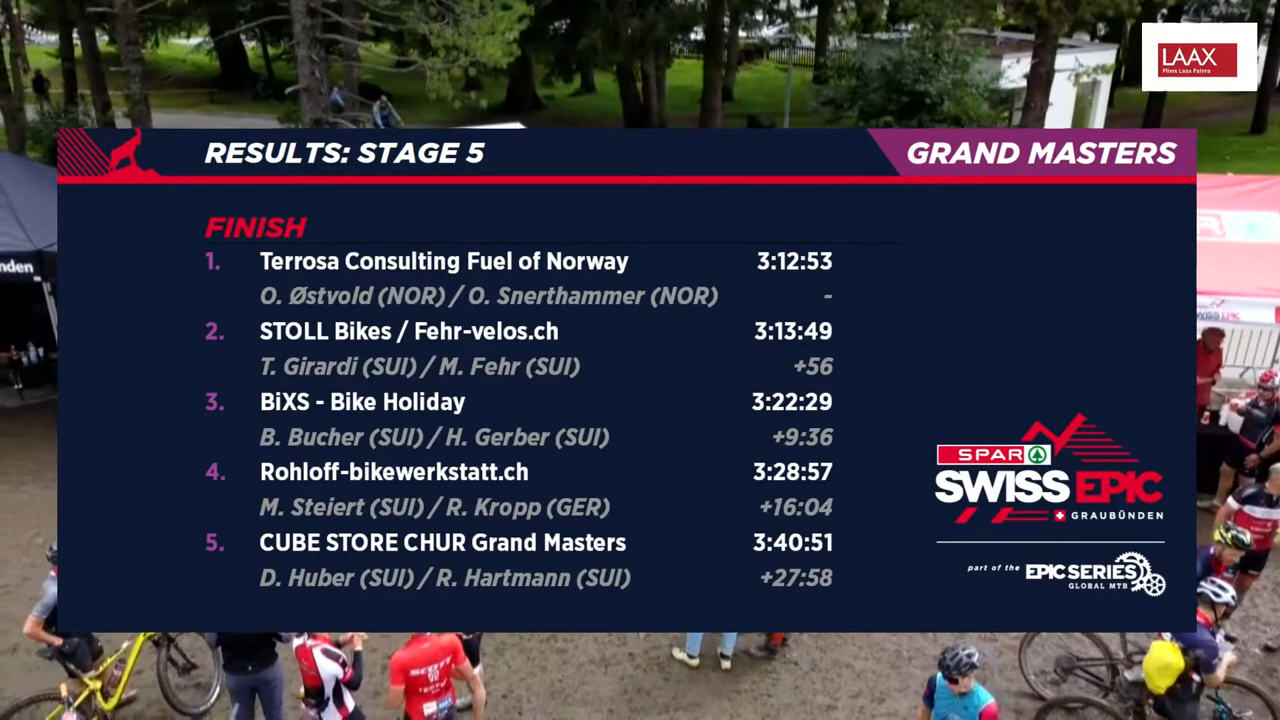 LAAX
Flims Laax Falera
RESULTS: STAGE 5
GRAND MASTERS
FINISH
1. Terrosa Consulting Fuel of Norway 3:12:53
O. Østvold (NOR) / O. Snerthammer (NOR) -
2. STOLL Bikes / Fehr-velos.ch 3:13:49
T. Girardi (SUI) / M. Fehr (SUI) +56
3. BiXS - Bike Holiday 3:22:29
B. Bucher (SUI) / H. Gerber (SUI) +9:36
4. Rohloff-bikewerkstatt.ch 3:28:57
M. Steiert (SUI) / R. Kropp (GER) +16:04
5. CUBE STORE CHUR Grand Masters 3:40:51
D. Huber (SUI) / R. Hartmann (SUI) +27:58
SPAR
SWISS EPIC
GRAUBÜNDEN
part of the EPIC SERIES
GLOBAL MTB
nden
SWISS EPIC
SCOTT